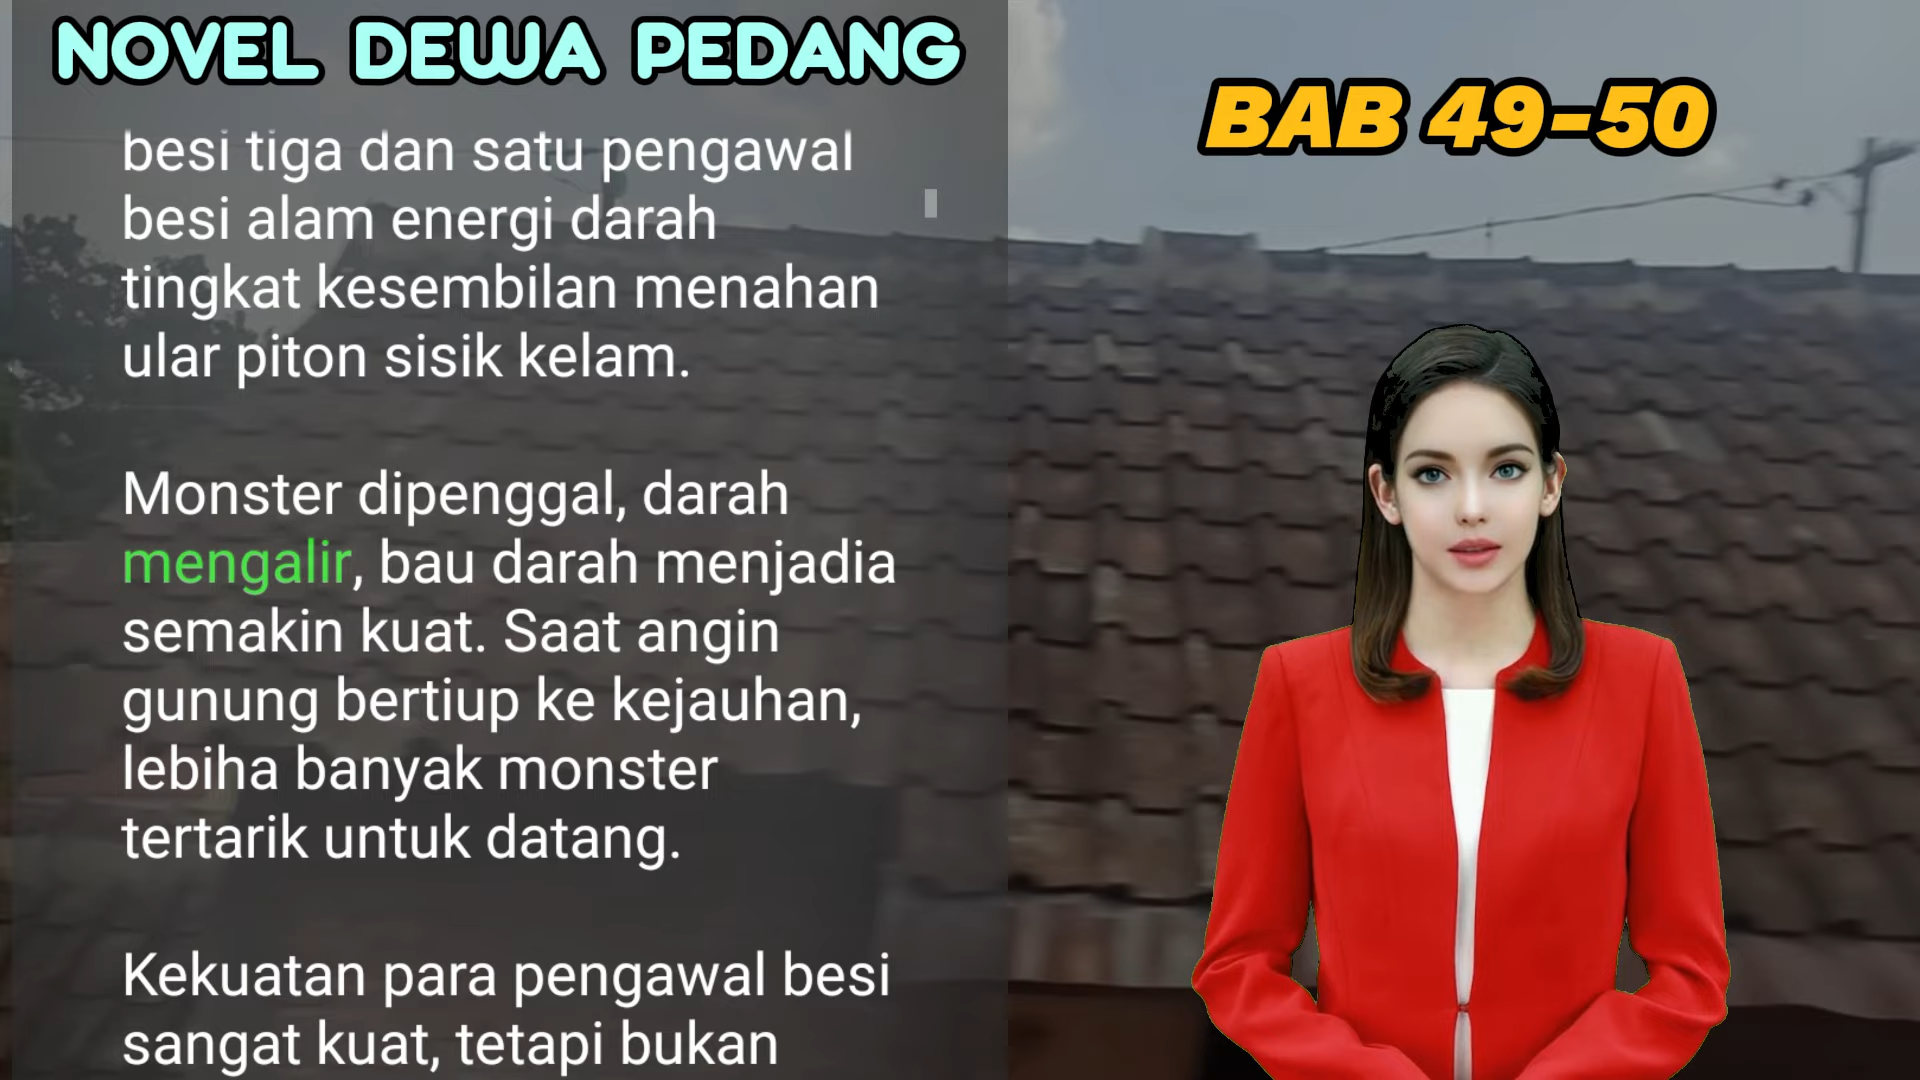 NOVEL DEWA PEDANG
BAB 49-50
besi tiga dan satu pengawal
besi alam energi darah
tingkat kesembilan menahan
ular piton sisik kelam.
Monster dipenggal, darah
mengalir, bau darah menjadia
semakin kuat. Saat angin
gunung bertiup ke kejauhan,
lebiha banyak monster
tertarik untuk datang.
Kekuatan para pengawal besi
sangat kuat, tetapi bukan